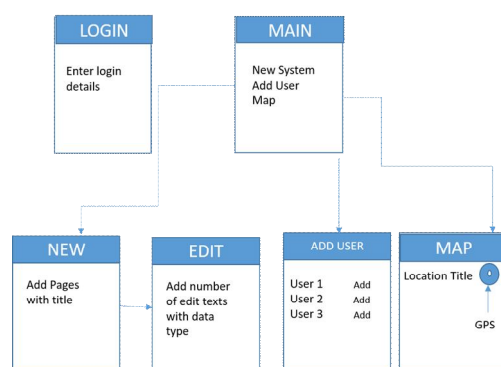 LOGIN
Enter login
details
MAIN
New System
Add User
Map
NEW
Add Pages
with title
EDIT
Add number
of edit texts
with data
type
ADD USER
User 1 Add
User 2 Add
User 3 Add
MAP
Location Title
GPS